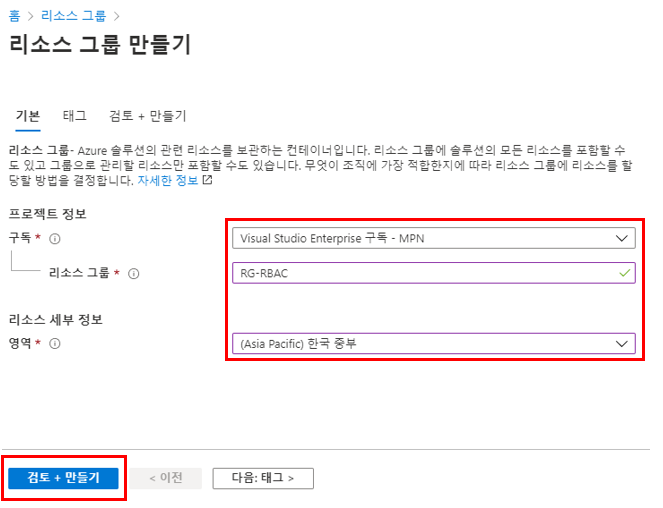 홈 > 리소스 그룹 >
리소스 그룹 만들기
기본 태그 검토 + 만들기
리소스 그룹- Azure 솔루션의 관련 리소스를 보관하는 컨테이너입니다. 리소스 그룹에 솔루션의 모든 리소스를 포함할 수
도 있고 그룹으로 관리할 리소스만 포함할 수도 있습니다. 무엇이 조직에 가장 적합한지에 따라 리소스 그룹에 리소스를 할
당할 방법을 결정합니다. 자세한 정보
프로젝트 정보
구독 * Visual Studio Enterprise 구독 - MPN
리소스 그룹 * RG-RBAC
리소스 세부 정보
영역 * (Asia Pacific) 한국 중부
검토 + 만들기 < 이전 다음: 태그 >